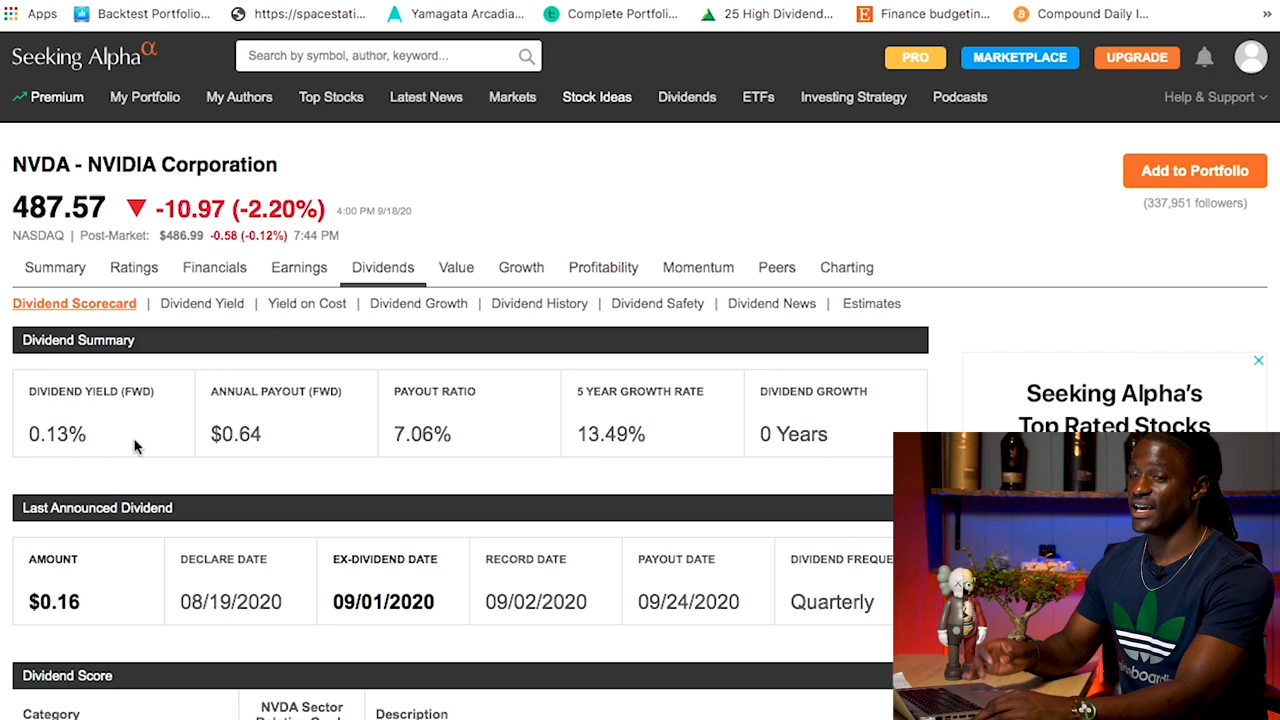 Apps Backtest Portfolio... https://spacestati... Yamagata Arcadia... Complete Portfoli... 25 High Dividend... Finance budgetin... Compound Daily I... »
Seeking Alpha α Search by symbol, author, keyword... PRO MARKETPLACE UPGRADE
Premium My Portfolio My Authors Top Stocks Latest News Markets Stock Ideas Dividends ETFs Investing Strategy Podcasts Help & Support
NVDA - NVIDIA Corporation
Add to Portfolio
487.57 ▼ -10.97 (-2.20%) 4:00 PM 9/18/20
(337,951 followers)
NASDAQ | Post-Market: $486.99 -0.58 (-0.12%) 7:44 PM
Summary Ratings Financials Earnings Dividends Value Growth Profitability Momentum Peers Charting
Dividend Scorecard | Dividend Yield | Yield on Cost | Dividend Growth | Dividend History | Dividend Safety | Dividend News | Estimates
Dividend Summary
DIVIDEND YIELD (FWD) ANNUAL PAYOUT (FWD) PAYOUT RATIO 5 YEAR GROWTH RATE DIVIDEND GROWTH
0.13% $0.64 7.06% 13.49% 0 Years
Seeking Alpha's
Top Rated Stocks
Last Announced Dividend
AMOUNT DECLARE DATE EX-DIVIDEND DATE RECORD DATE PAYOUT DATE DIVIDEND FREQUE
$0.16 08/19/2020 09/01/2020 09/02/2020 09/24/2020 Quarterly
Dividend Score
Category NVDA Sector Description